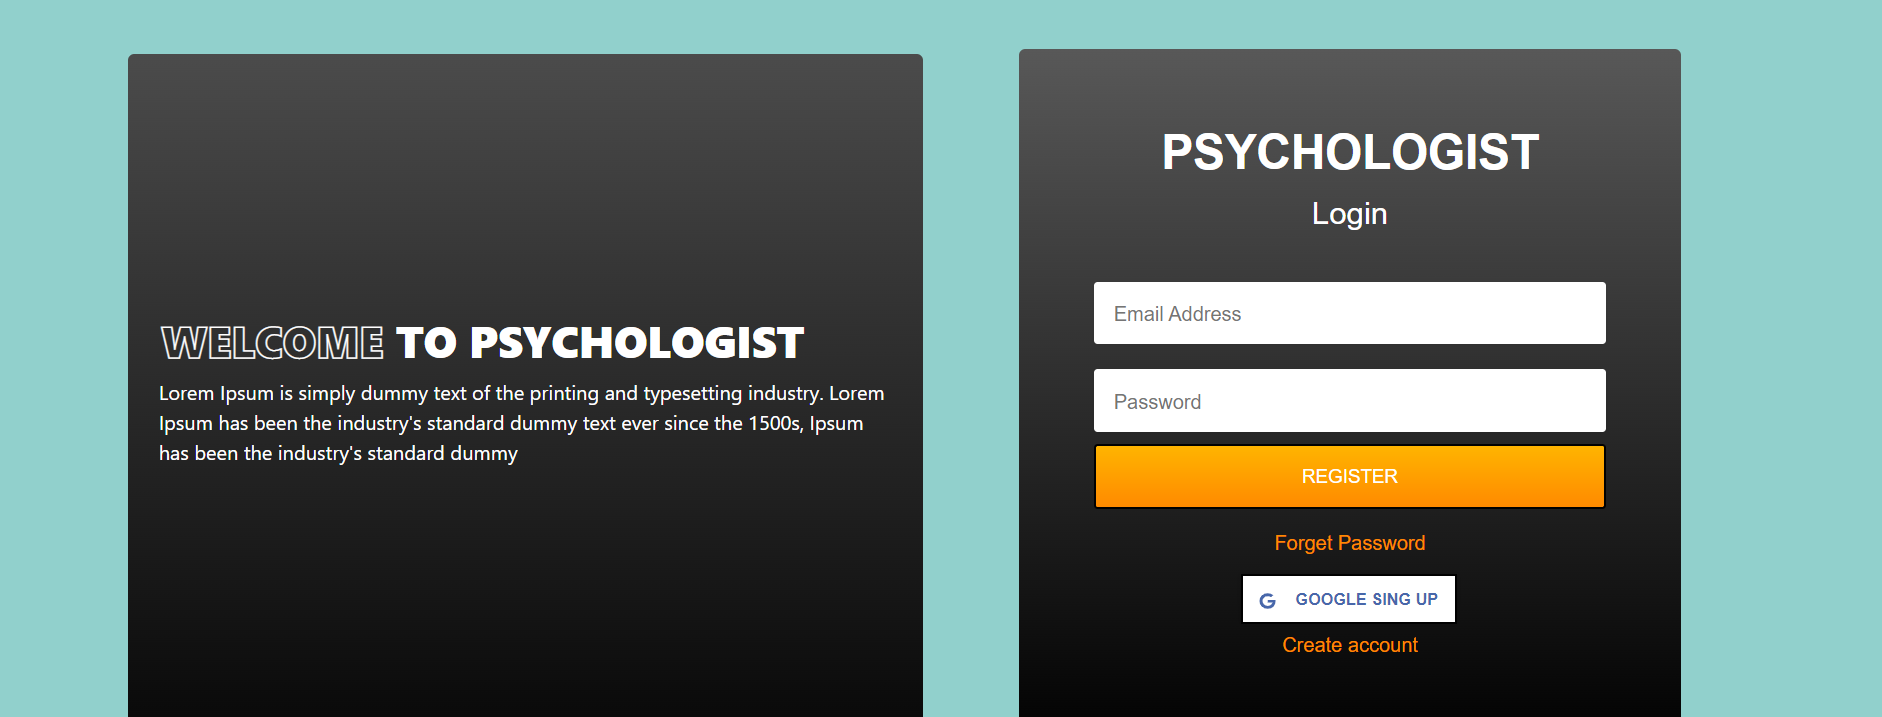 WELCOME TO PSYCHOLOGIST
Lorem Ipsum is simply dummy text of the printing and typesetting industry. Lorem
Ipsum has been the industry's standard dummy text ever since the 1500s, Ipsum
has been the industry's standard dummy
PSYCHOLOGIST
Login
Email Address
Password
REGISTER
Forget Password
GOOGLE SING UP
Create account